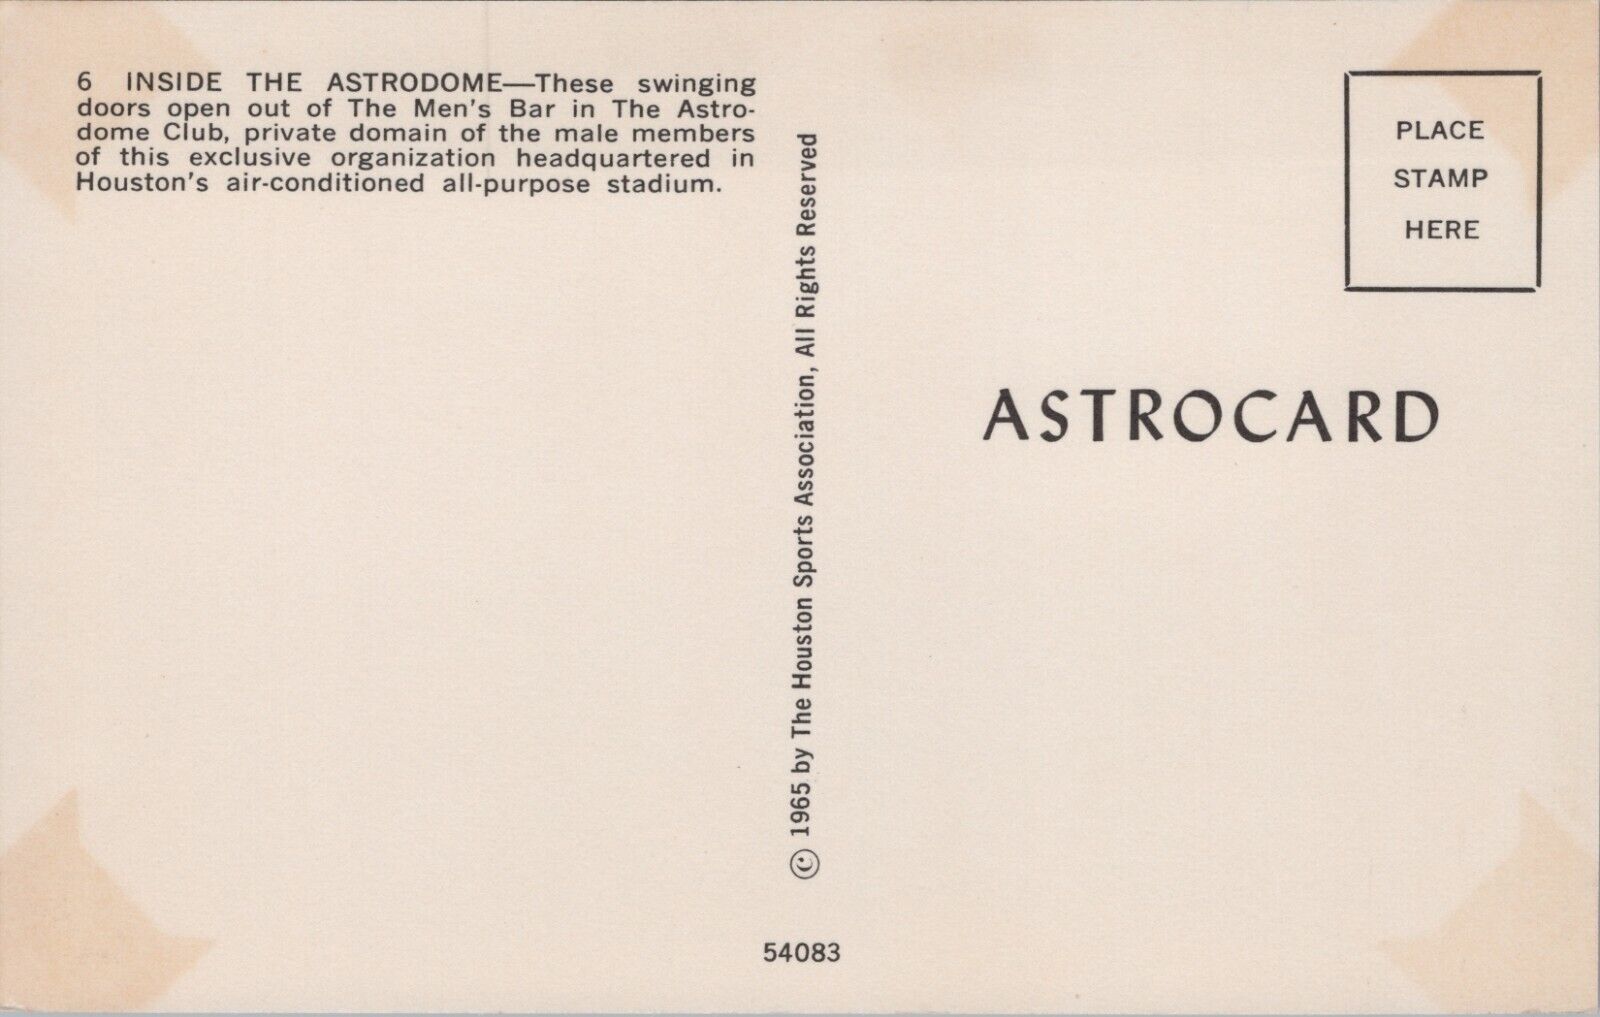 6 INSIDE THE ASTRODOME—These swinging
doors open out of The Men's Bar in The Astro-
dome Club, private domain of the male members
of this exclusive organization headquartered in
Houston's air-conditioned all-purpose stadium.
© 1965 by The Houston Sports Association, All Rights Reserved
54083
PLACE
STAMP
HERE
ASTROCARD